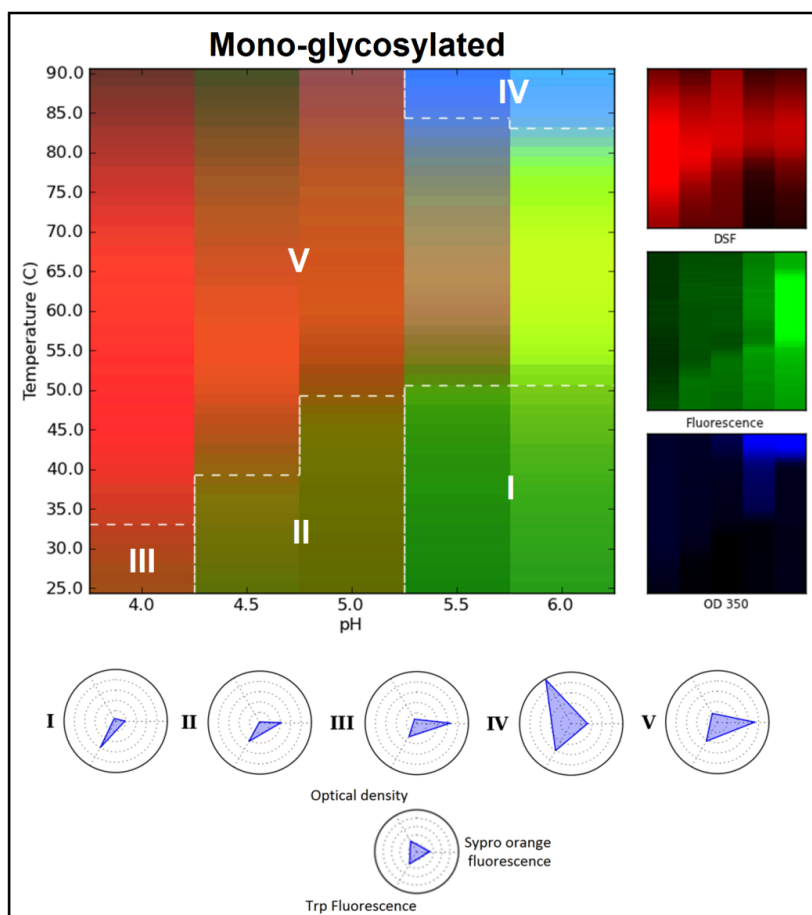 Mono-glycosylated
90.0
85.0
80.0
75.0
70.0
65.0
60.0
55.0
50.0
45.0
40.0
35.0
30.0
25.0
Temperature (C)
IV
V
I
II
III
4.0 4.5 5.0 5.5 6.0
pH
DSF
Fluorescence
OD 350
I II III IV V
Optical density
Sypro orange
fluorescence
Trp Fluorescence